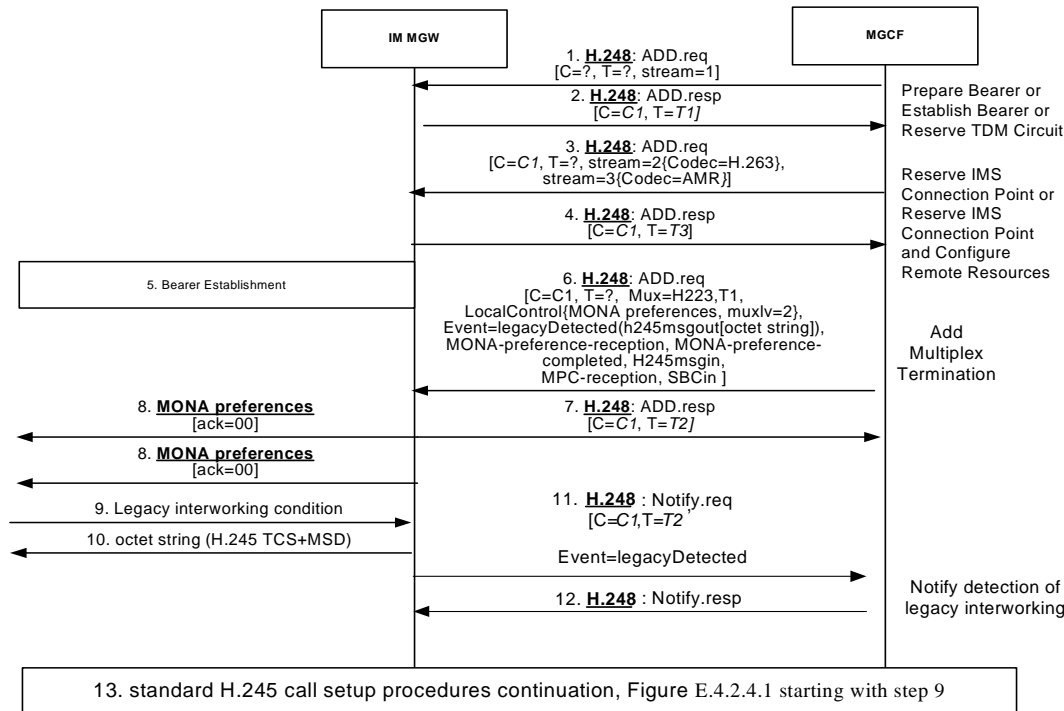 IM MGW
MGCF
1. H.248: ADD.req
[C=?, T=?, stream=1]
Prepare Bearer or
Establish Bearer or
Reserve TDM Circuit
2. H.248: ADD.resp
[C=C1, T=T1]
3. H.248: ADD.req
[C=C1, T=?, stream=2{Codec=H.263},
stream=3{Codec=AMR}]
Reserve IMS
Connection Point or
Reserve IMS
Connection Point
and Configure
Remote Resources
4. H.248: ADD.resp
[C=C1, T=T3]
5. Bearer Establishment
6. H.248: ADD.req
[C=C1, T=?, Mux=H223,T1,
LocalControl{MONA preferences, muxlv=2},
Event=legacyDetected(h245msgout[octet string]),
MONA-preference-reception, MONA-preference-
completed, H245msgin,
MPC-reception, SBCin ]
Add
Multiplex
Termination
8. MONA preferences
[ack=00]
7. H.248: ADD.resp
[C=C1, T=T2]
8. MONA preferences
[ack=00]
9. Legacy interworking condition
10. octet string (H.245 TCS+MSD)
11. H.248 : Notify.req
[C=C1,T=T2 ,
Event=legacyDetected
12. H.248 : Notify.resp
Notify detection of
legacy interworking
13. standard H.245 call setup procedures continuation, Figure E.4.2.4.1 starting with step 9